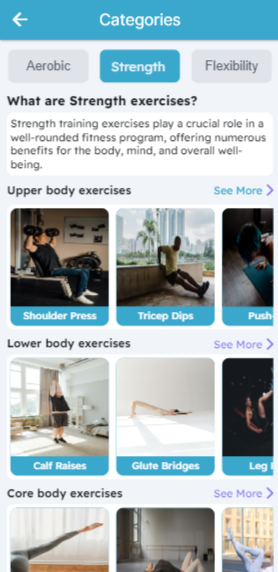 Categories
Aerobic
Strength
Flexibility
What are Strength exercises?
Strength training exercises play a crucial role in a
well-rounded fitness program, offering numerous
benefits for the body, mind, and overall well-
being.
Upper body exercises
See More
Shoulder Press
Tricep Dips
Push-
Lower body exercises
See More
Calf Raises
Glute Bridges
Leg
Core body exercises
See More